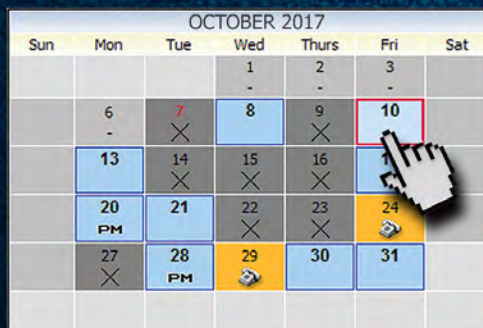 OCTOBER 2017
Sun Mon Tue Wed Thurs Fri Sat
1 2 3
- - -
6 7 8 9 10
- X X
13 14 15 16
X X X
20 21 22 23 24
PM X X
27 28 29 30 31
X PM